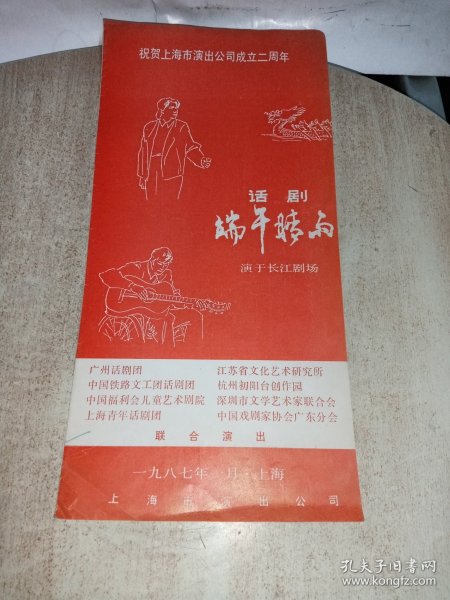 祝贺上海市演出公司成立二周年
话剧
端午晴雨
演于长江剧场
广州话剧团 江苏省文化艺术研究所
中国铁路文工团话剧团 杭州初阳台创作园
中国福利会儿童艺术剧院 深圳市文学艺术家联合会
上海青年话剧团 中国戏剧家协会广东分会
联合演出
一九八七年 月 上海
上海市演出公司
孔夫子旧书网
www.kongfz.com